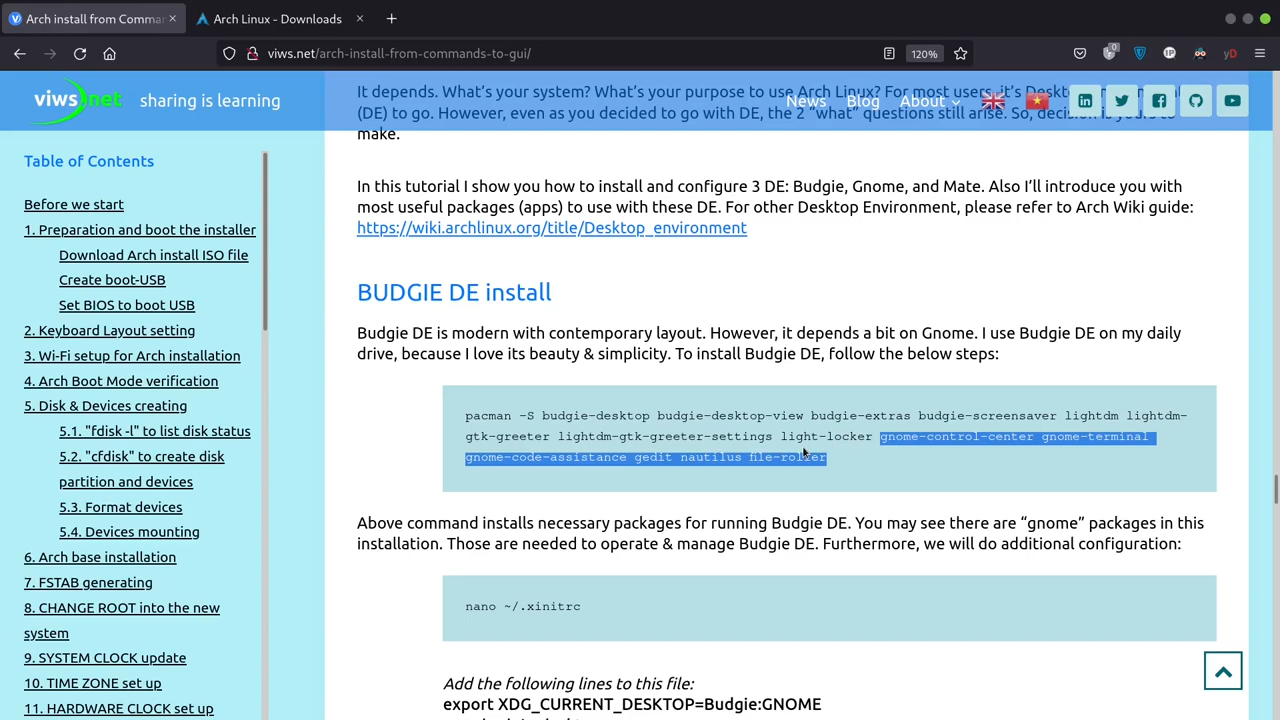 Arch install from Comma
Arch Linux - Downloads
viws.net/arch-install-from-commands-to-gui/
120%
0
IP
yD
viws.net
sharing is learning
News
Blog
About
It depends. What's your system? What's your purpose to use Arch Linux? For most users, it's Deskt
(DE) to go. However, even as you decided to go with DE, the 2 "what" questions still arise. So, decision is yours to
make.
Table of Contents
Before we start
1. Preparation and boot the installer
Download Arch install ISO file
Create boot-USB
Set BIOS to boot USB
2. Keyboard Layout setting
3. Wi-Fi setup for Arch installation
4. Arch Boot Mode verification
5. Disk & Devices creating
5.1. "fdisk -l" to list disk status
5.2. "cfdisk" to create disk
partition and devices
5.3. Format devices
5.4. Devices mounting
6. Arch base installation
7. FSTAB generating
8. CHANGE ROOT into the new
system
9. SYSTEM CLOCK update
10. TIME ZONE set up
11. HARDWARE CLOCK set up
In this tutorial I show you how to install and configure 3 DE: Budgie, Gnome, and Mate. Also I'll introduce you with
most useful packages (apps) to use with these DE. For other Desktop Environment, please refer to Arch Wiki guide:
https://wiki.archlinux.org/title/Desktop_environment
BUDGIE DE install
Budgie DE is modern with contemporary layout. However, it depends a bit on Gnome. I use Budgie DE on my daily
drive, because I love its beauty & simplicity. To install Budgie DE, follow the below steps:
pacman -S budgie-desktop budgie-desktop-view budgie-extras budgie-screensaver lightdm lightdm-
gtk-greeter lightdm-gtk-greeter-settings light-locker gnome-control-center gnome-terminal
gnome-code-assistance gedit nautilus file-roller
Above command installs necessary packages for running Budgie DE. You may see there are "gnome" packages in this
installation. Those are needed to operate & manage Budgie DE. Furthermore, we will do additional configuration:
nano ~/.xinitrc
Add the following lines to this file:
export XDG_CURRENT_DESKTOP=Budgie:GNOME